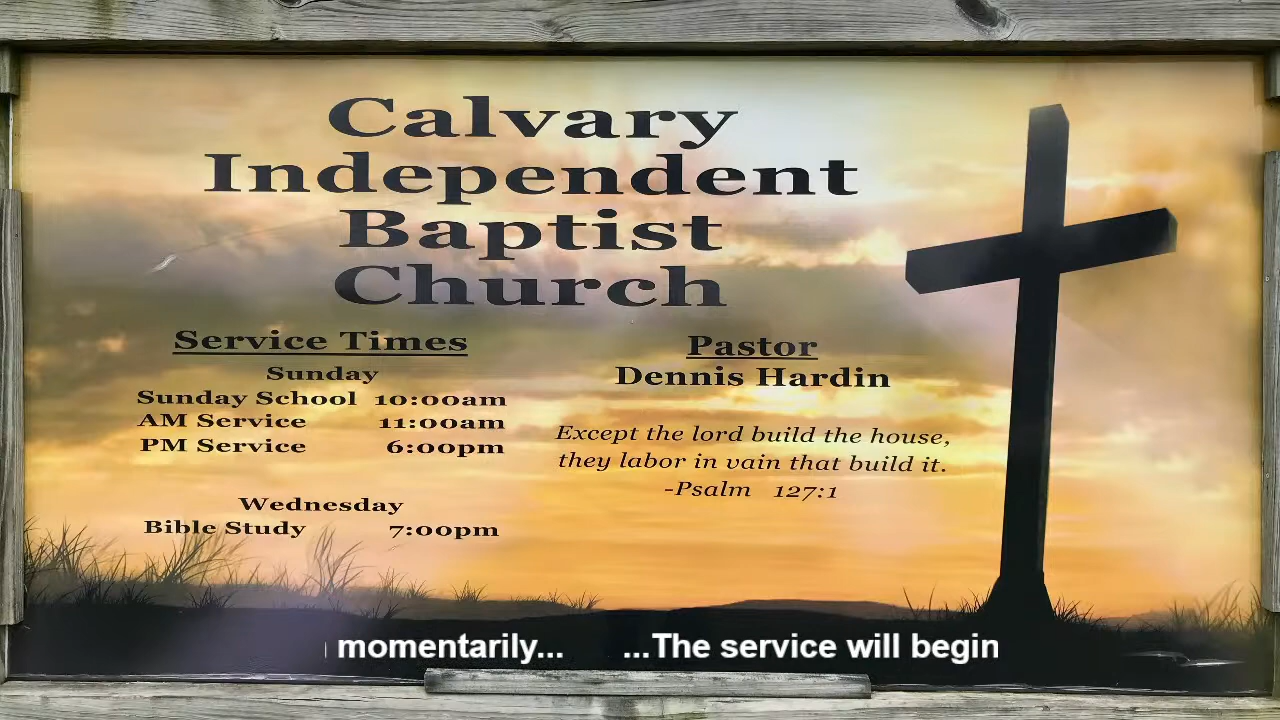 Calvary
Independent
Baptist
Church
Service Times
Sunday
Sunday School 10:00am
AM Service 11:00am
PM Service 6:00pm
Wednesday
Bible Study 7:00pm
Pastor
Dennis Hardin
Except the lord build the house,
they labor in vain that build it.
-Psalm 127:1
momentarily... ...The service will begin